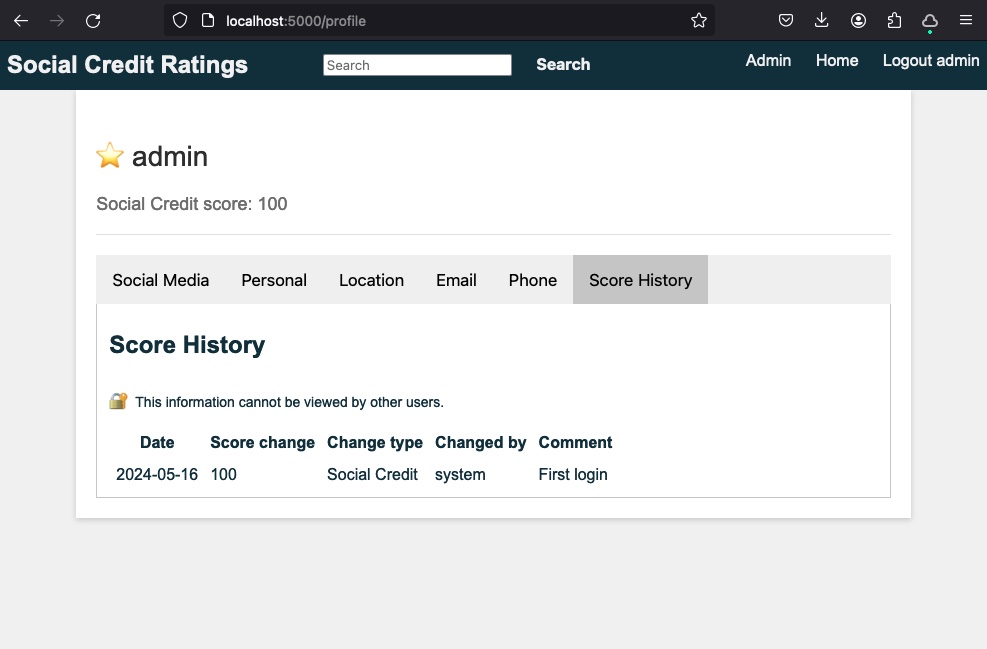 localhost:5000/profile
Social Credit Ratings Search Search Admin Home Logout admin
admin
Social Credit score: 100
Social Media Personal Location Email Phone Score History
Score History
This information cannot be viewed by other users.
Date Score change Change type Changed by Comment
2024-05-16 100 Social Credit system First login